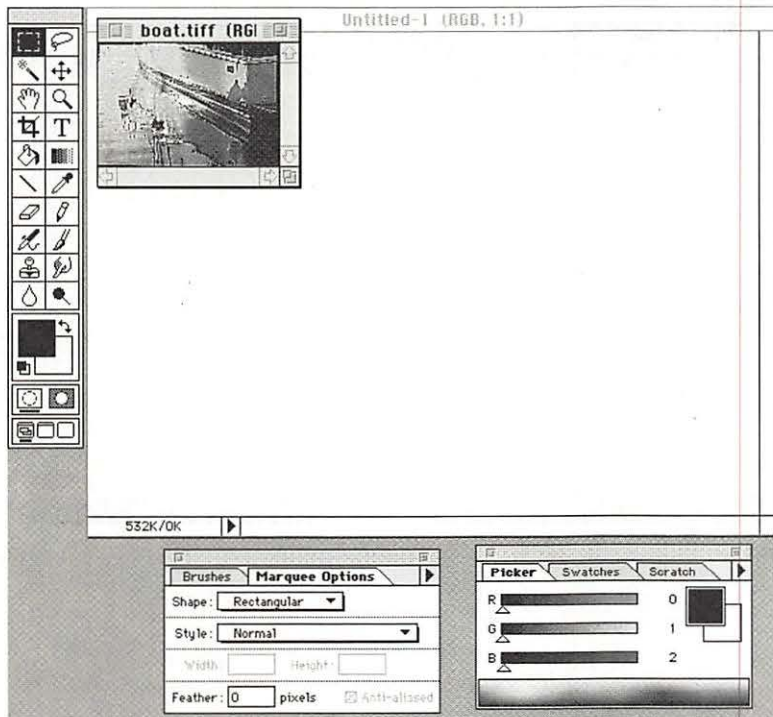 Untitled-1 (RGB, 1:1)
boat.tiff (RGI
T
532K/0K
Brushes Marquee Options
Shape: Rectangular
Style: Normal
Width: Height:
Feather: 0 pixels Anti-aliased
Picker Swatches Scratch
R 0
G 1
B 2